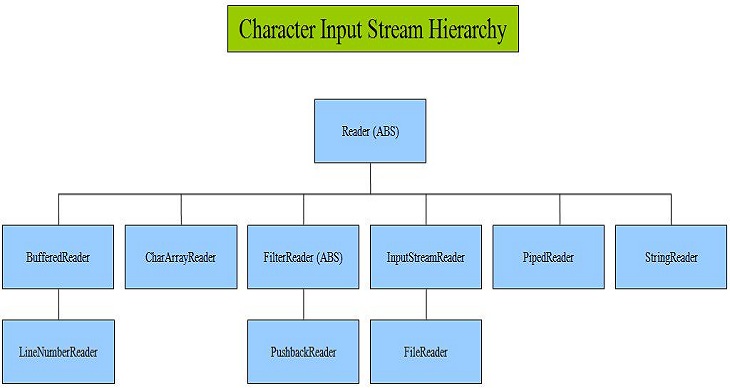 Character Input Stream Hierarchy
Reader (ABS)
BufferedReader
CharArrayReader
FilterReader (ABS)
InputStreamReader
PipedReader
StringReader
LineNumberReader
PushbackReader
FileReader